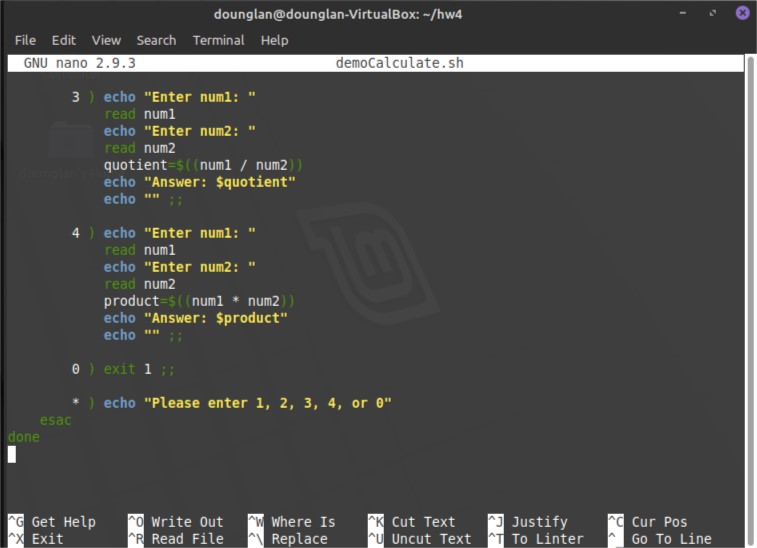 dounglan@dounglan-VirtualBox: ~/hw4
File Edit View Search Terminal Help
GNU nano 2.9.3 demoCalculate.sh
3 ) echo "Enter num1: "
read num1
echo "Enter num2: "
read num2
quotient=$((num1 / num2))
echo "Answer: $quotient"
echo "" ;;
4 ) echo "Enter num1: "
read num1
echo "Enter num2: "
read num2
product=$((num1 * num2))
echo "Answer: $product"
echo "" ;;
0 ) exit 1 ;;
* ) echo "Please enter 1, 2, 3, 4, or 0"
esac
done
^G Get Help ^O Write Out ^W Where Is ^K Cut Text ^J Justify ^C Cur Pos
^X Exit ^R Read File ^\ Replace ^U Uncut Text ^T To Linter ^_ Go To Line